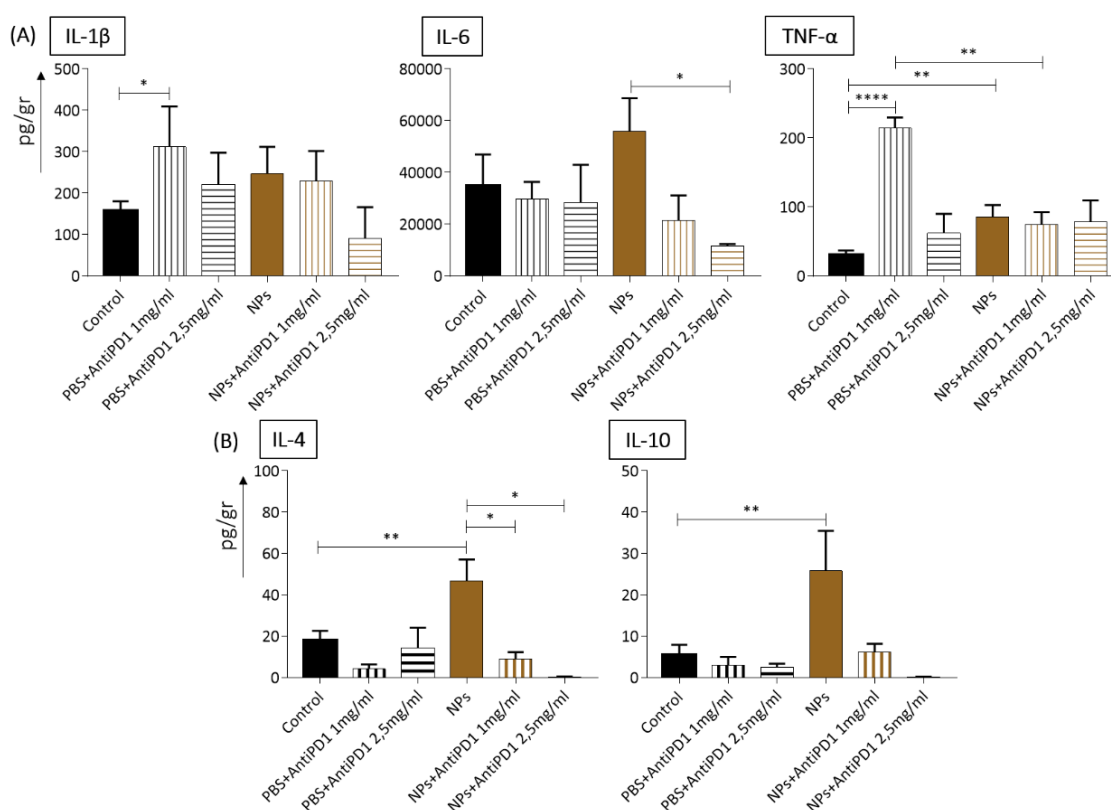 (A)
IL-1β
IL-6
TNF-α
pg/gr
500
400
300
200
100
0
*
Control
PBS+AntiPD1 1mg/ml
PBS+AntiPD1 2,5mg/ml
NPs
NPs+AntiPD1 1mg/ml
NPs+AntiPD1 2,5mg/ml
80000
60000
40000
20000
0
*
Control
PBS+AntiPD1 1mg/ml
PBS+AntiPD1 2,5mg/ml
NPs
NPs+AntiPD1 1mg/ml
NPs+AntiPD1 2,5mg/ml
300
200
100
0
**
**
****
Control
PBS+AntiPD1 1mg/ml
PBS+AntiPD1 2,5mg/ml
NPs
NPs+AntiPD1 1mg/ml
NPs+AntiPD1 2,5mg/ml
(B)
IL-4
IL-10
pg/gr
100
80
60
40
20
0
*
*
**
Control
PBS+AntiPD1 1mg/ml
PBS+AntiPD1 2,5mg/ml
NPs
NPs+AntiPD1 1mg/ml
NPs+AntiPD1 2,5mg/ml
50
40
30
20
10
0
**
Control
PBS+AntiPD1 1mg/ml
PBS+AntiPD1 2,5mg/ml
NPs
NPs+AntiPD1 1mg/ml
NPs+AntiPD1 2,5mg/ml